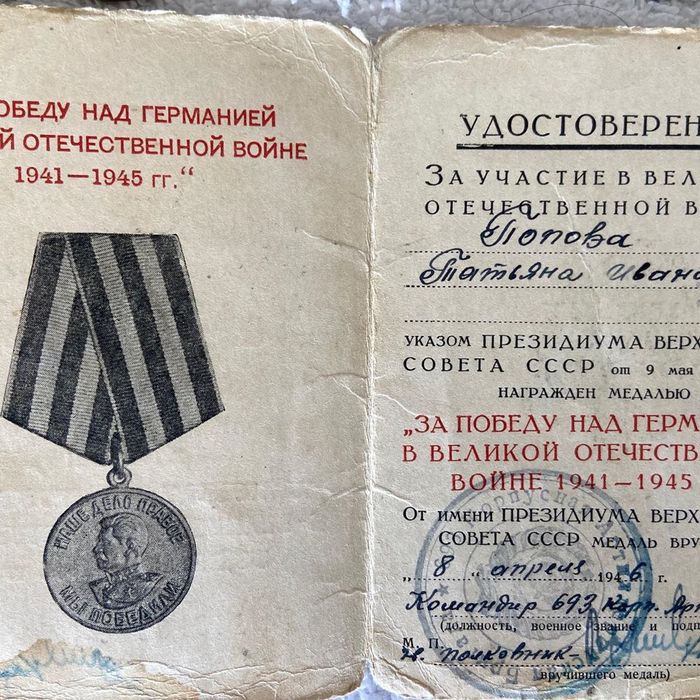 ОБЕДУ НАД ГЕРМАНИЕЙ
Й ОТЕЧЕСТВЕННОЙ ВОЙНЕ
1941—1945 гг.“
НАШЕ ДЕЛО ПРАВОЕ
МЫ ПОБЕДИЛИ
УДОСТОВЕРЕН
ЗА УЧАСТИЕ В ВЕЛ
ОТЕЧЕСТВЕННОЙ В
Попова
Татьяна Иван
УКАЗОМ ПРЕЗИДИУМА ВЕРХ
СОВЕТА СССР от 9 мая
НАГРАЖДЕН МЕДАЛЬЮ
„ЗА ПОБЕДУ НАД ГЕРМ
В ВЕЛИКОЙ ОТЕЧЕСТВ
ВОЙНЕ 1941—1945
От имени ПРЕЗИДИУМА ВЕРХ
СОВЕТА СССР МЕДАЛЬ ВРУ
„8“ апреля 1946 г.
Командир 693 Корп. Арт
(должность, военное звание и подп
М. П. полковник-
вручившего медаль)